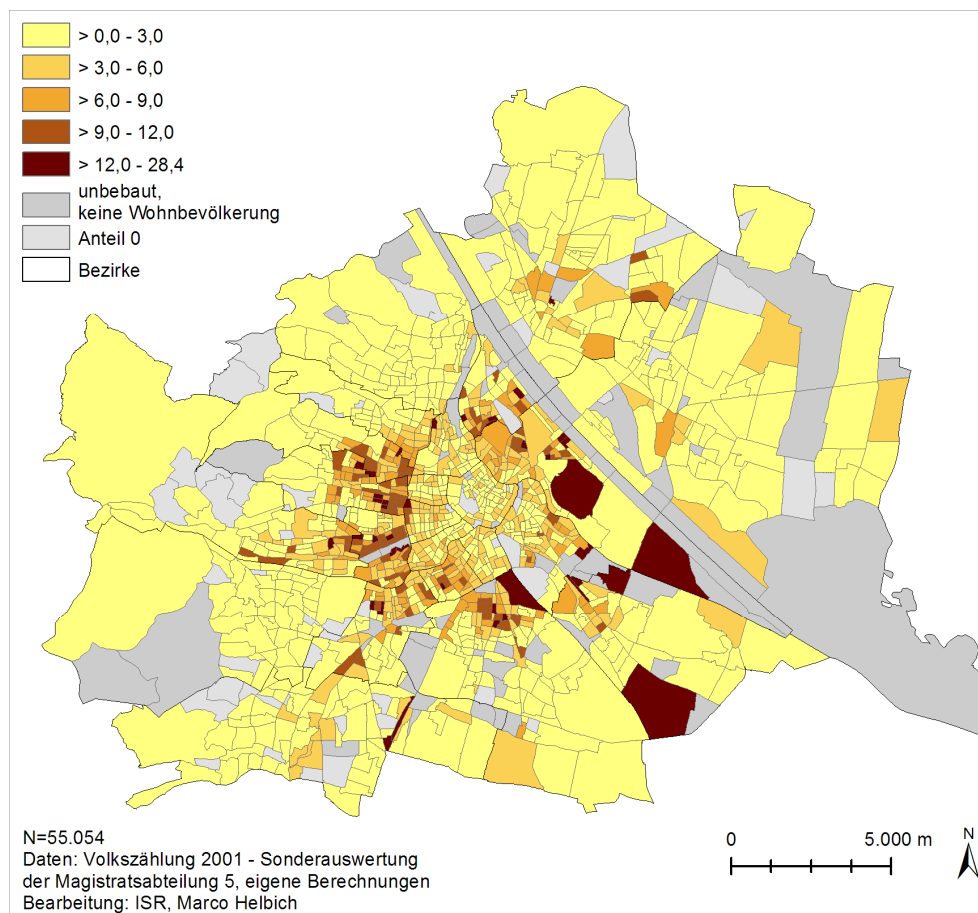 > 0,0 - 3,0
> 3,0 - 6,0
> 6,0 - 9,0
> 9,0 - 12,0
> 12,0 - 28,4
unbebaut,
keine Wohnbevölkerung
Anteil 0
Bezirke
N=55.054
Daten: Volkszählung 2001 - Sonderauswertung
der Magistratsabteilung 5, eigene Berechnungen
Bearbeitung: ISR, Marco Helbich
0 5.000 m
N